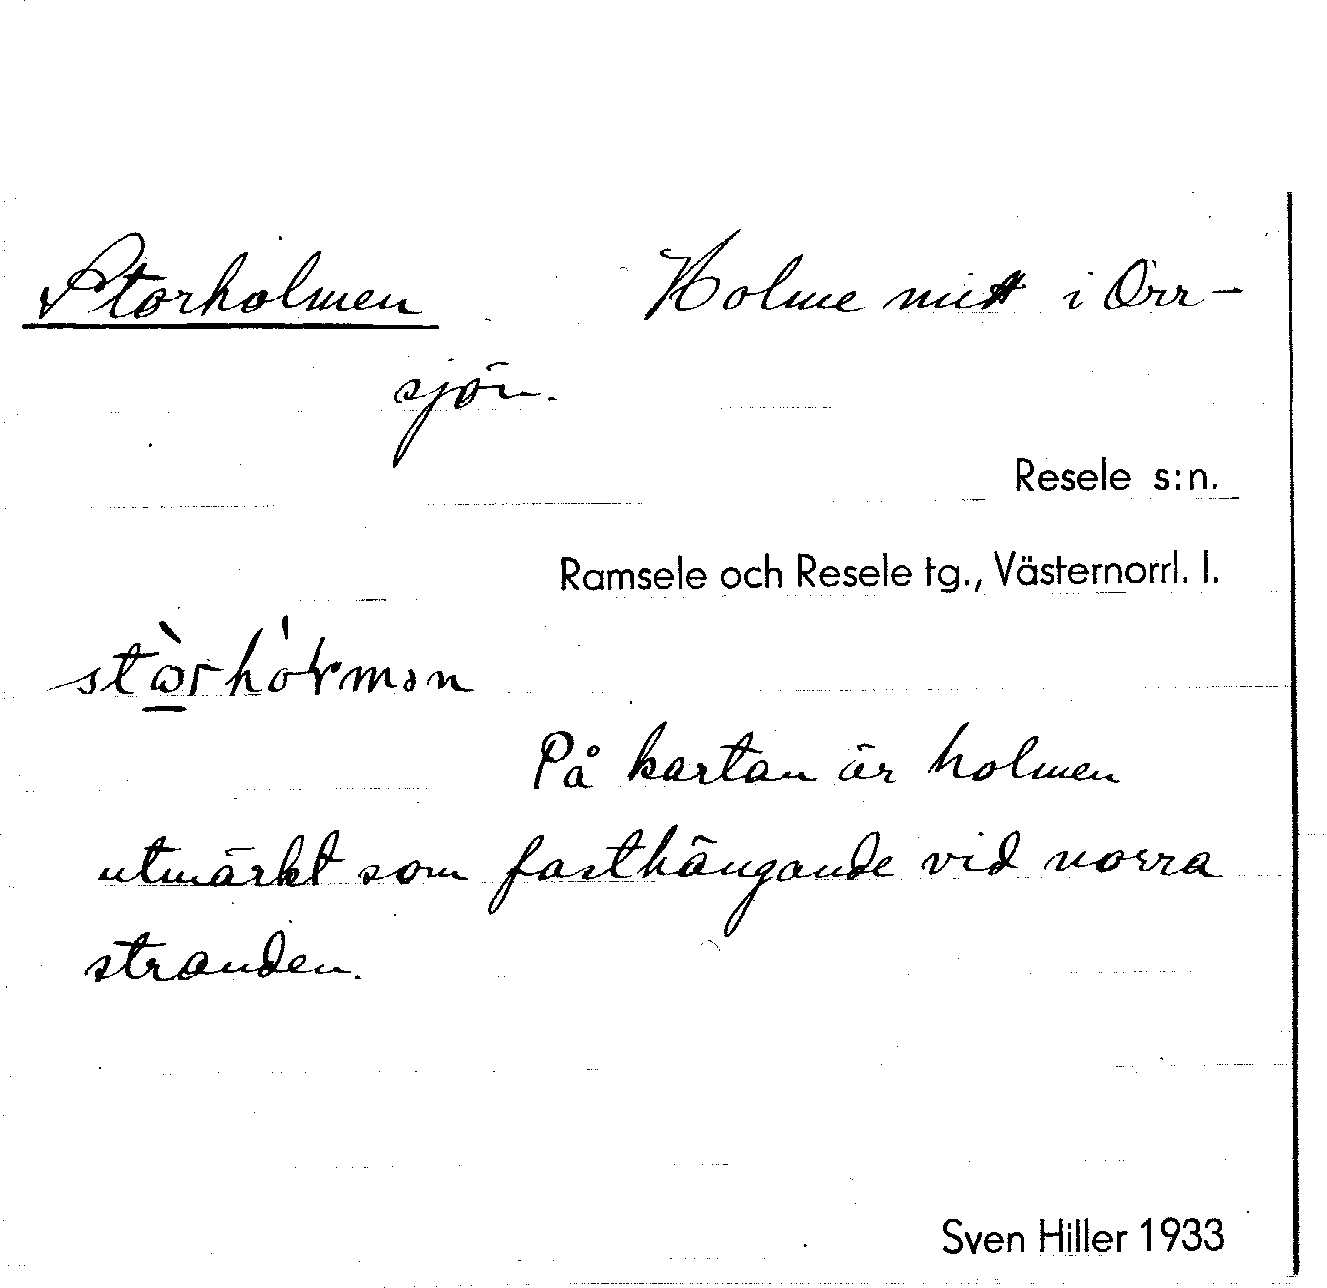 Storholmen Holme mitt i Orr-
sjön.
Resele s:n.
Ramsele och Resele tg., Västernorrl. l.
På kartan är holmen
utmärkt som fasthängande vid norra
stranden.
Sven Hiller 1933